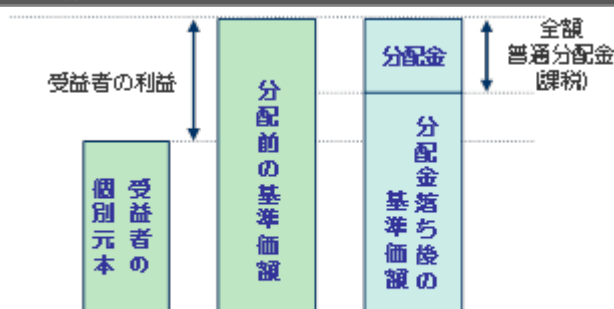 全額
普通分配金
(課税)
分配金
受益者の利益
分配前の基準価額
分配金落ち後の
基準価額
受益者の
個別元本